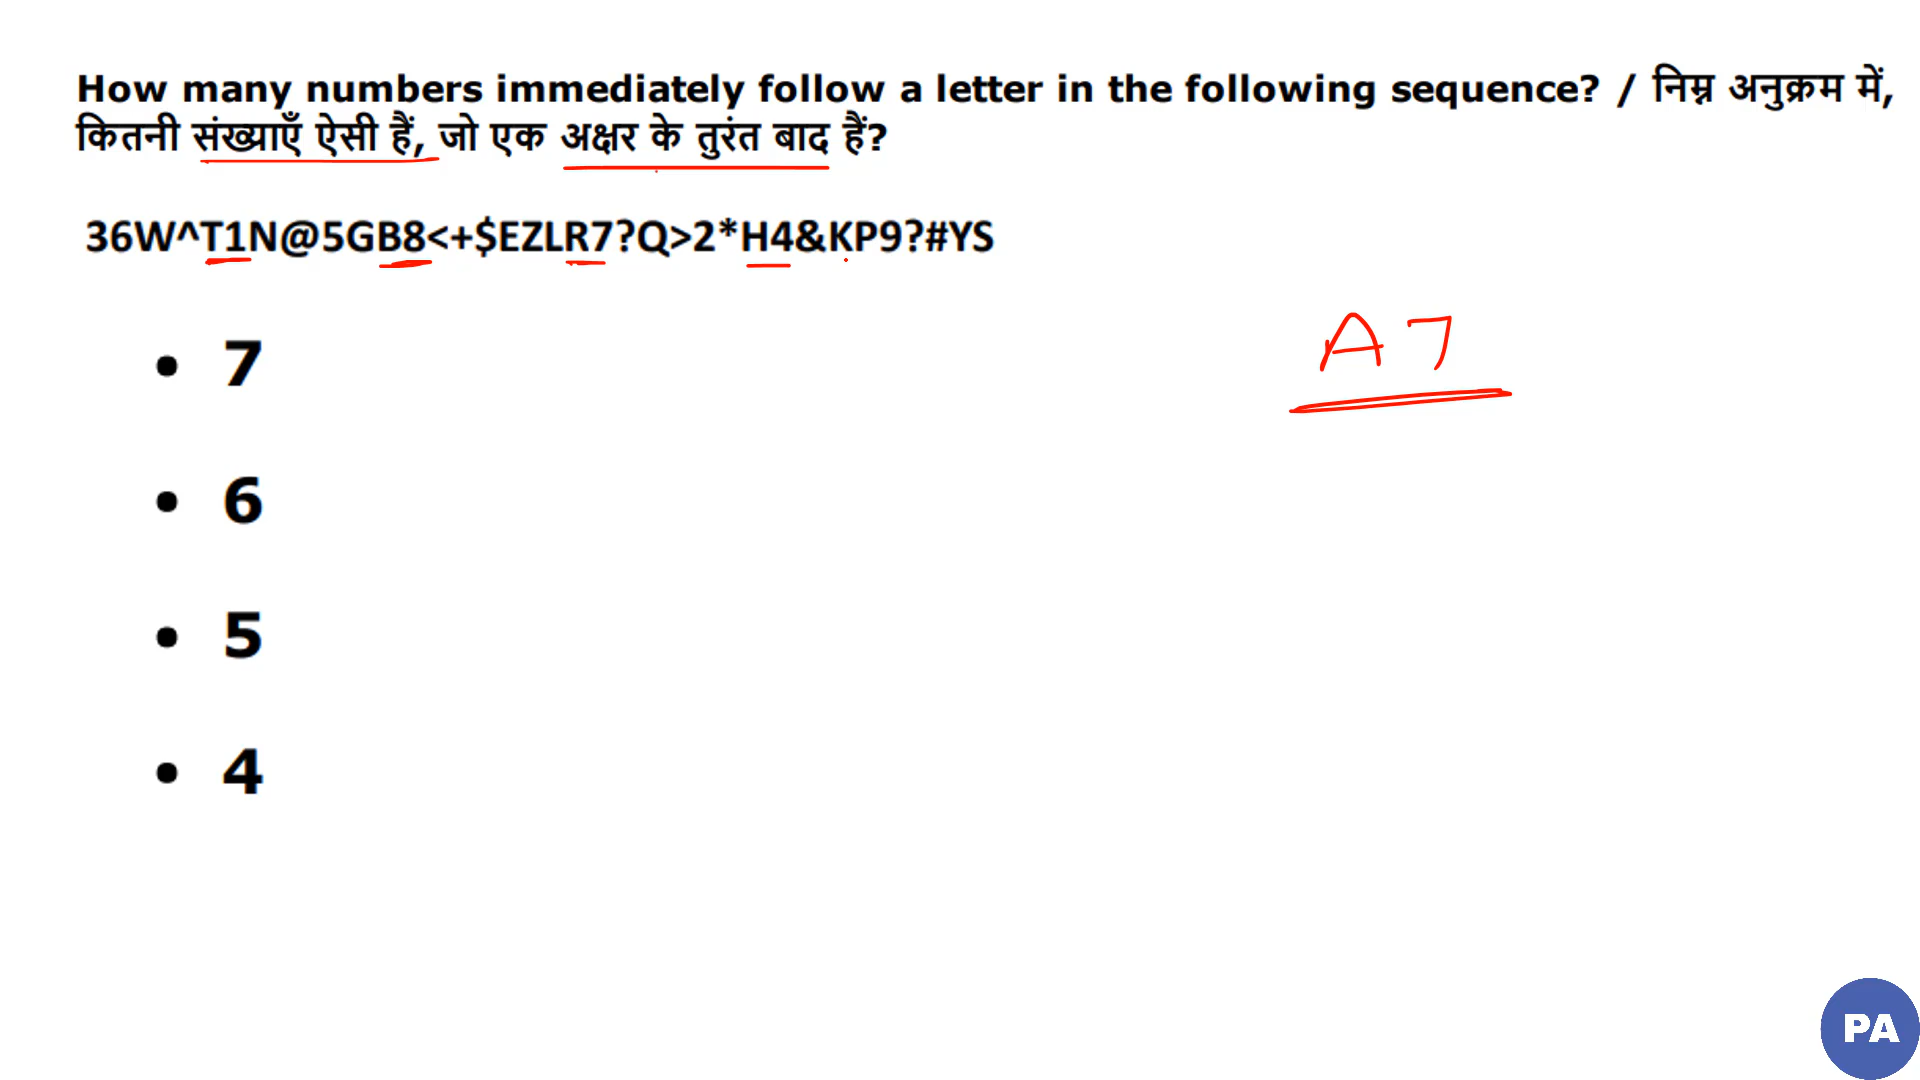 How many numbers immediately follow a letter in the following sequence? / निम्न अनुक्रम में,
कितनी संख्याएँ ऐसी हैं, जो एक अक्षर के तुरंत बाद हैं?
36W^T1N@5GB8<+$EZLR7?Q>2*H4&KP9?#YS
A7
• 7
• 6
• 5
• 4
PA